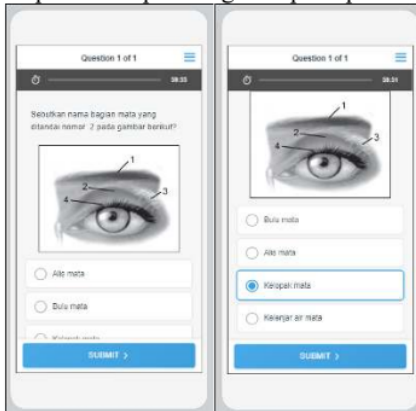 Question 1 of 1
Sebutkan nama bagian mata yang
ditandai nomor 2 pada gambar berikut?
1
2
3
4
Alis mata
Bulu mata
Kelopak mata
SUBMIT >
Question 1 of 1
1
2
3
4
Bulu mata
Alis mata
Kelopak mata
Kelenjar air mata
SUBMIT >